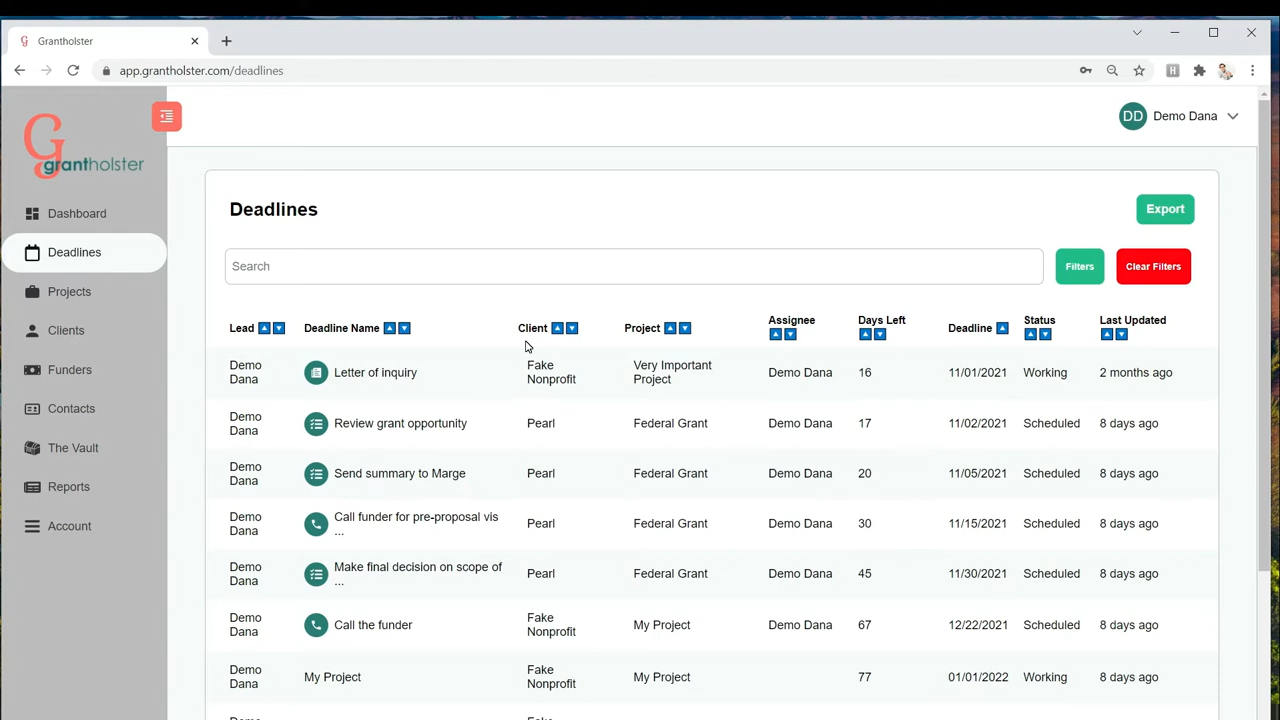 Grantholster
app.grantholster.com/deadlines
G
grantholster
DD Demo Dana
Dashboard
Deadlines
Projects
Clients
Funders
Contacts
The Vault
Reports
Account
Deadlines
Export
Search
Filters
Clear Filters
Lead Deadline Name Client Project Assignee Days Left Deadline Status Last Updated
Demo Dana Letter of inquiry Fake Nonprofit Very Important Project Demo Dana 16 11/01/2021 Working 2 months ago
Demo Dana Review grant opportunity Pearl Federal Grant Demo Dana 17 11/02/2021 Scheduled 8 days ago
Demo Dana Send summary to Marge Pearl Federal Grant Demo Dana 20 11/05/2021 Scheduled 8 days ago
Demo Dana Call funder for pre-proposal vis ... Pearl Federal Grant Demo Dana 30 11/15/2021 Scheduled 8 days ago
Demo Dana Make final decision on scope of ... Pearl Federal Grant Demo Dana 45 11/30/2021 Scheduled 8 days ago
Demo Dana Call the funder Fake Nonprofit My Project Demo Dana 67 12/22/2021 Scheduled 8 days ago
Demo Dana My Project Fake Nonprofit My Project 77 01/01/2022 Working 8 days ago